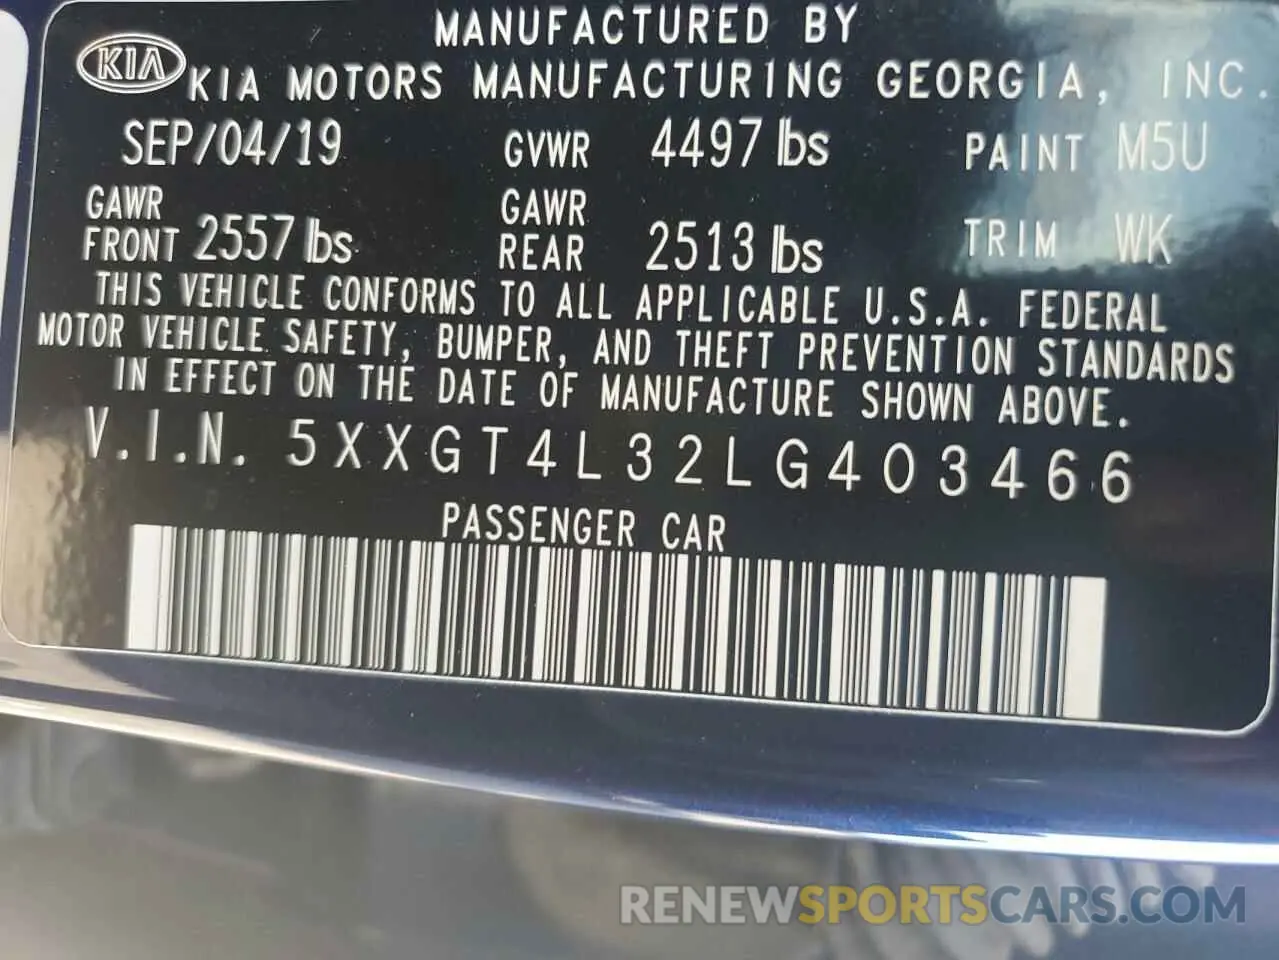 MANUFACTURED BY
KIA KIA MOTORS MANUFACTURING GEORGIA, INC.
SEP/04/19 GVWR 4497 lbs PAINT M5U
GAWR FRONT 2557 lbs GAWR REAR 2513 lbs TRIM WK
THIS VEHICLE CONFORMS TO ALL APPLICABLE U.S.A. FEDERAL
MOTOR VEHICLE SAFETY, BUMPER, AND THEFT PREVENTION STANDARDS
IN EFFECT ON THE DATE OF MANUFACTURE SHOWN ABOVE.
V.I.N. 5XXGT4L32LG403466
PASSENGER CAR
RENEWSPORTSCARS.COM